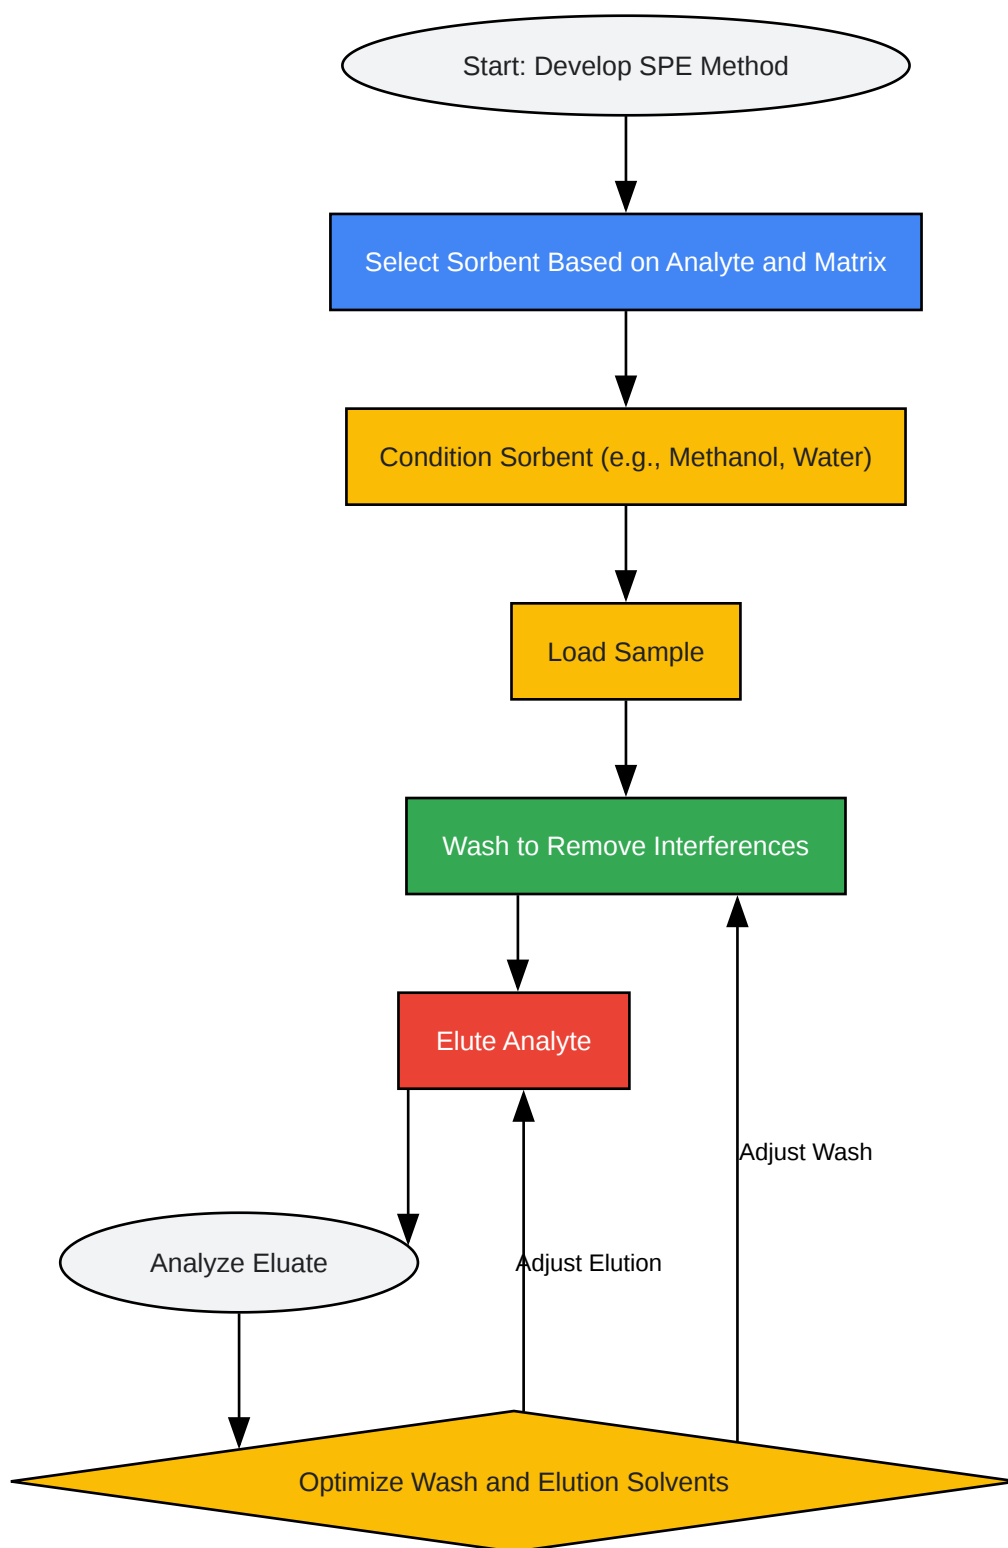 Start: Develop SPE Method
Select Sorbent Based on Analyte and Matrix
Condition Sorbent (e.g., Methanol, Water)
Load Sample
Wash to Remove Interferences
Elute Analyte
Adjust Wash
Analyze Eluate
Adjust Elution
Optimize Wash and Elution Solvents